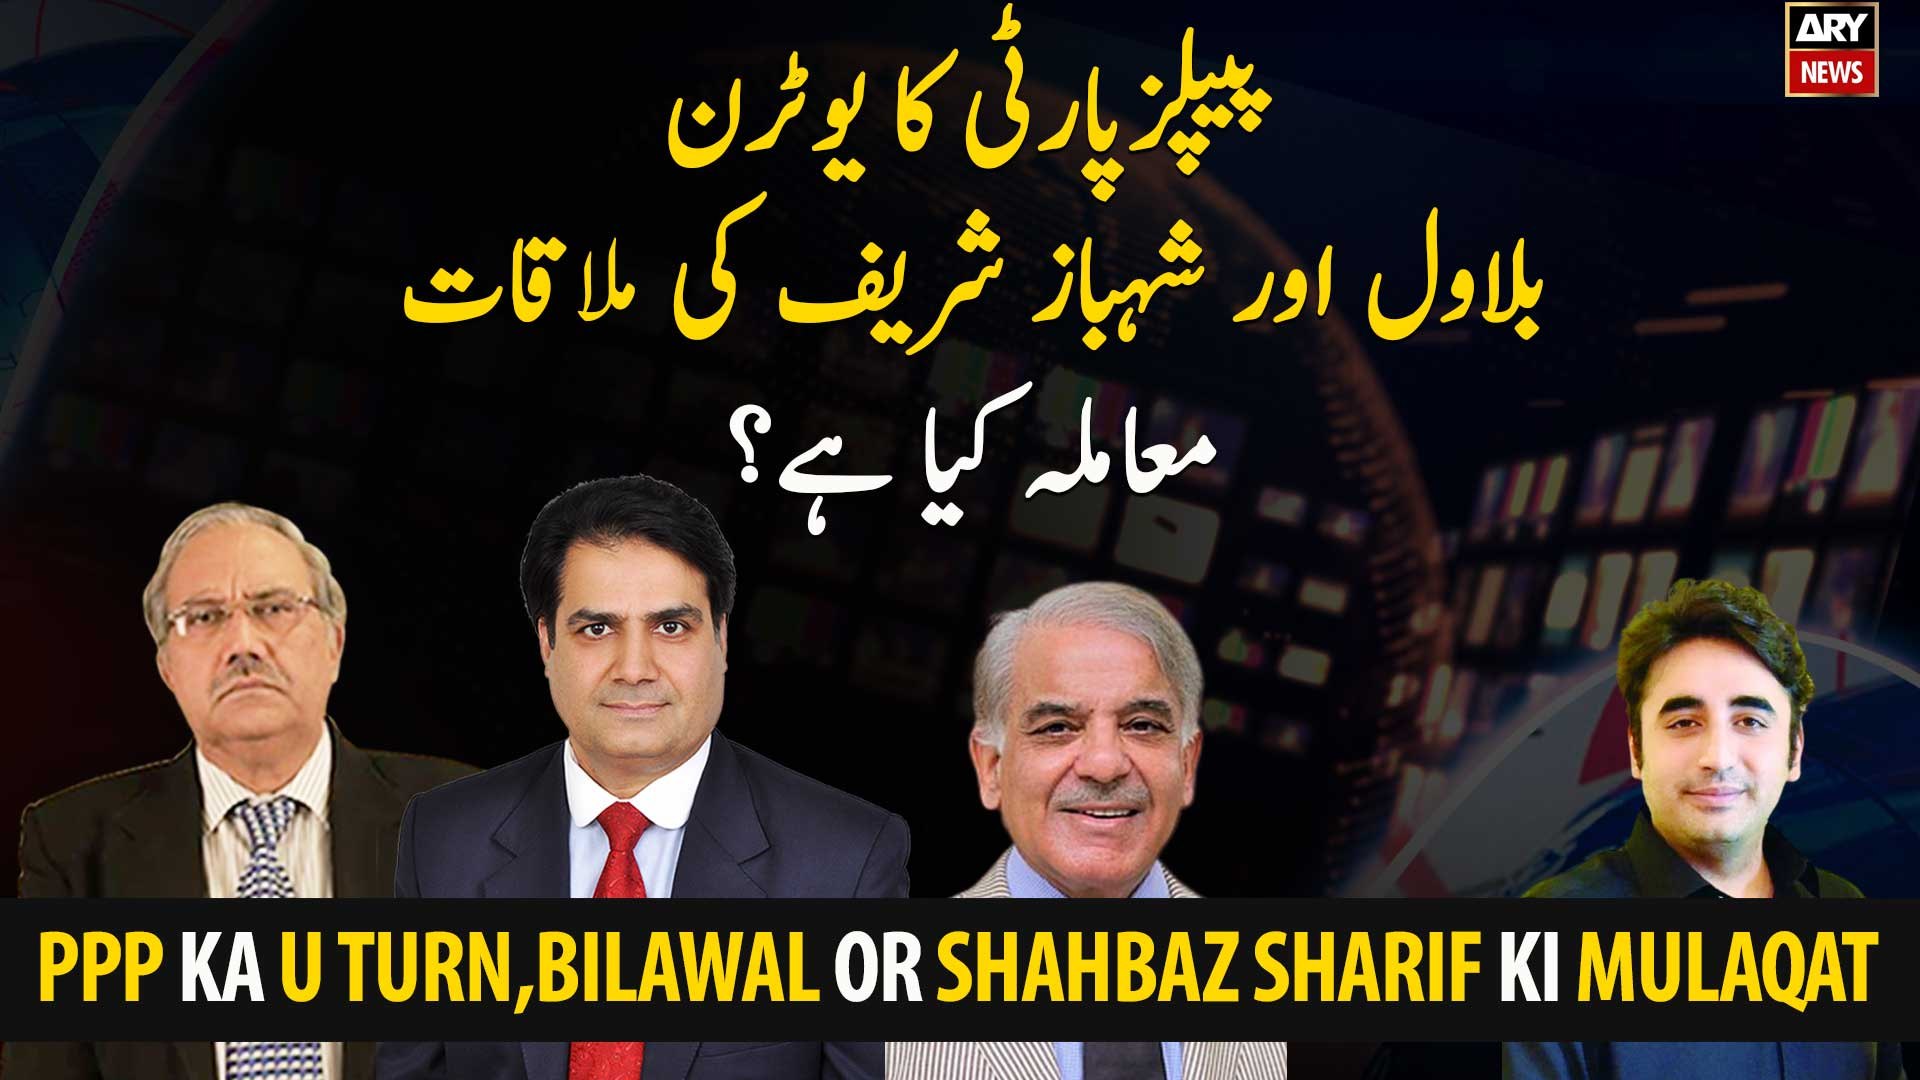 ARY
NEWS
پیپلز پارٹی کا یوٹرن
بلاول اور شہباز شریف کی ملاقات
معاملہ کیا ہے؟
PPP KA U TURN,BILAWAL OR SHAHBAZ SHARIF KI MULAQAT